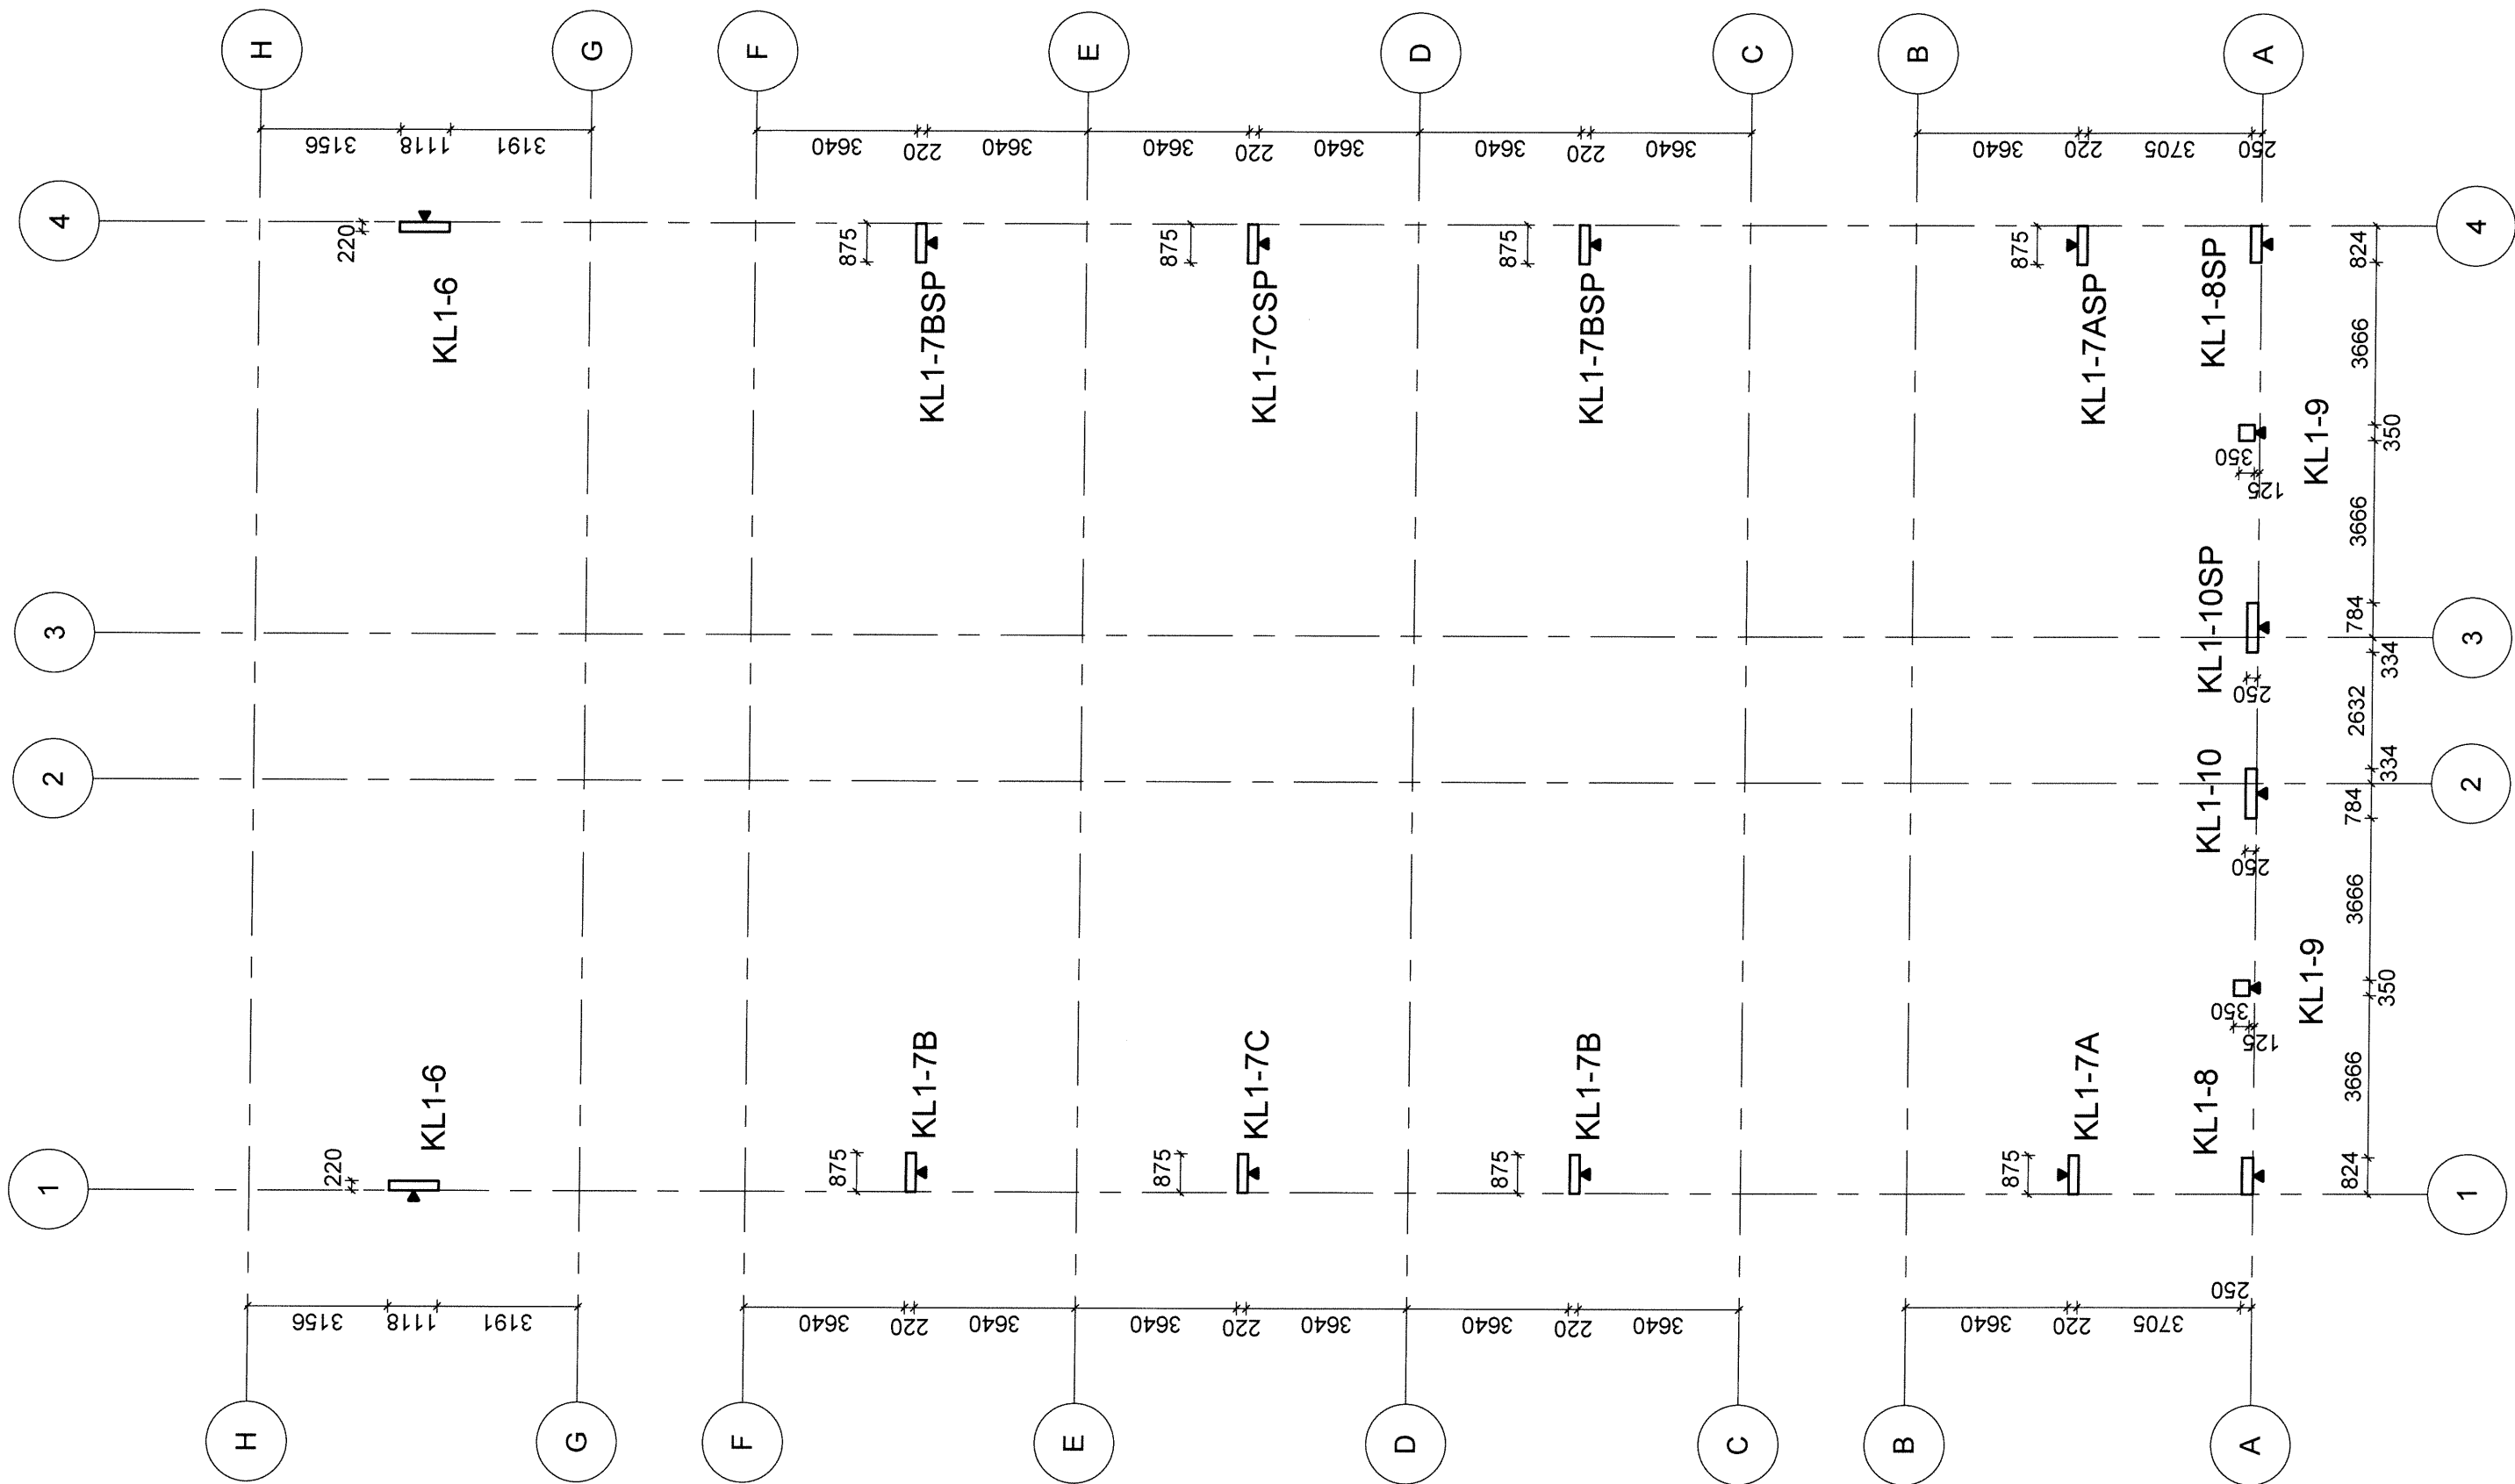 H
G
F
E
D
C
B
A
3156
1118
3191
3640
220
3640
3640
220
3640
3640
220
3640
3640
220
3705
250
4
220
KL1-6
875
KL1-7BSP
875
KL1-7CSP
875
KL1-7BSP
875
KL1-7ASP
KL1-8SP
824
4
3666
350
KL1-9
350
125
3666
3
KL1-10SP
784
3
334
250
2632
2
KL1-10
334
2
784
250
3666
KL1-9
350
350
125
3666
1
220
KL1-6
875
KL1-7B
875
KL1-7C
875
KL1-7B
875
KL1-7A
KL1-8
824
1
3156
1118
3191
3640
220
3640
3640
220
3640
3640
220
3640
3640
220
3705
250
H
G
F
E
D
C
B
A